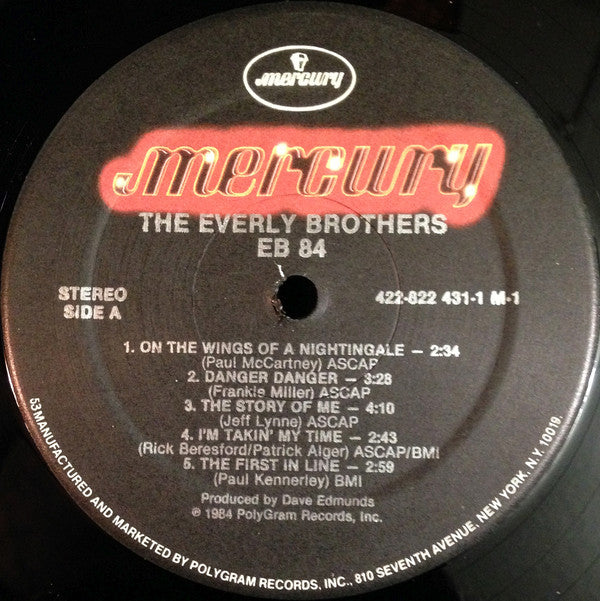 mercury
mercury
THE EVERLY BROTHERS
EB 84
STEREO
SIDE A
422-822 431-1 M-1
1. ON THE WINGS OF A NIGHTINGALE — 2:34
(Paul McCartney) ASCAP
2. DANGER DANGER — 3:28
(Frankie Miller) ASCAP
3. THE STORY OF ME — 4:10
(Jeff Lynne) ASCAP
4. I'M TAKIN' MY TIME — 2:43
(Rick Beresford/Patrick Alger) ASCAP/BMI
5. THE FIRST IN LINE — 2:59
(Paul Kennerley) BMI
Produced by Dave Edmunds
℗ 1984 PolyGram Records, Inc.
53 MANUFACTURED AND MARKETED BY POLYGRAM RECORDS, INC., 810 SEVENTH AVENUE, NEW YORK, N.Y. 10019.